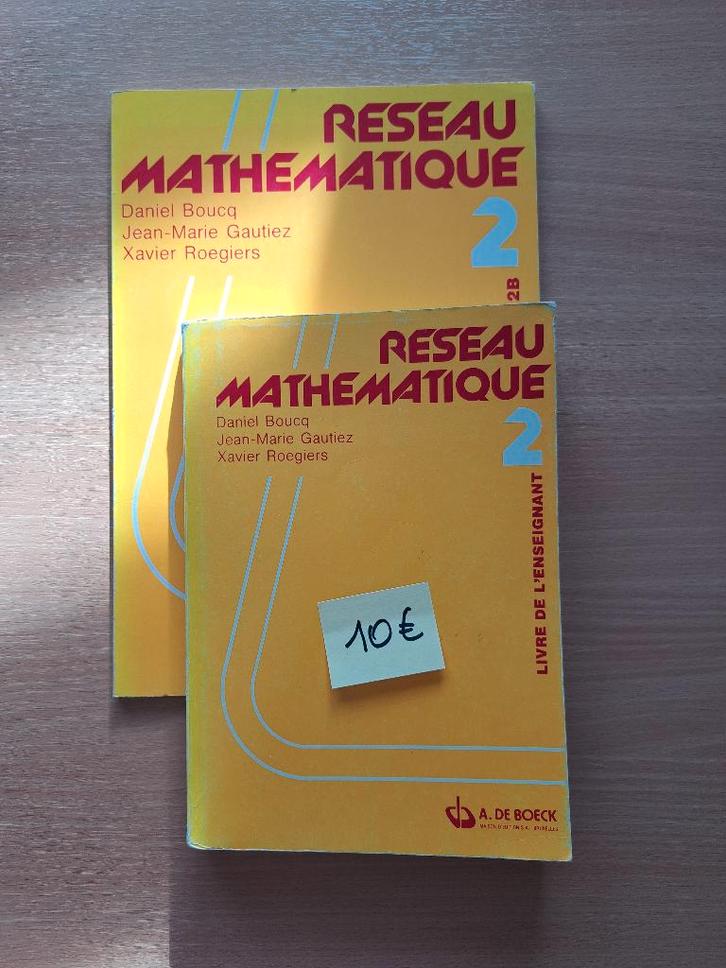 RESEAU
MATHEMATIQUE
Daniel Boucq
Jean-Marie Gautiez
Xavier Roegiers
2
2B
RESEAU
MATHEMATIQUE
Daniel Boucq
Jean-Marie Gautiez
Xavier Roegiers
2
LIVRE DE L'ENSEIGNANT
10€
A. DE BOECK